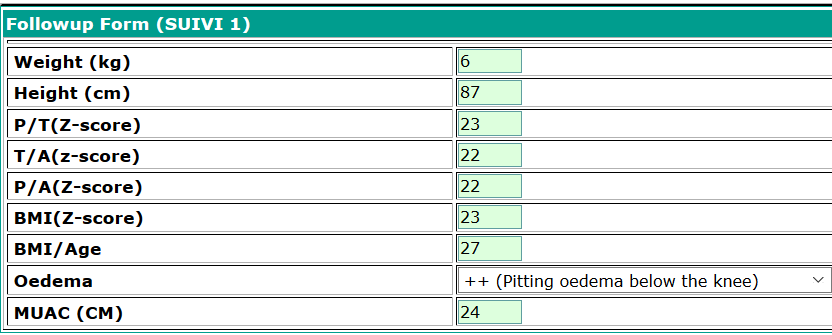 Followup Form (SUIVI 1)
Weight (kg) 6
Height (cm) 87
P/T(Z-score) 23
T/A(z-score) 22
P/A(Z-score) 22
BMI(Z-score) 23
BMI/Age 27
Oedema ++ (Pitting oedema below the knee)
MUAC (CM) 24